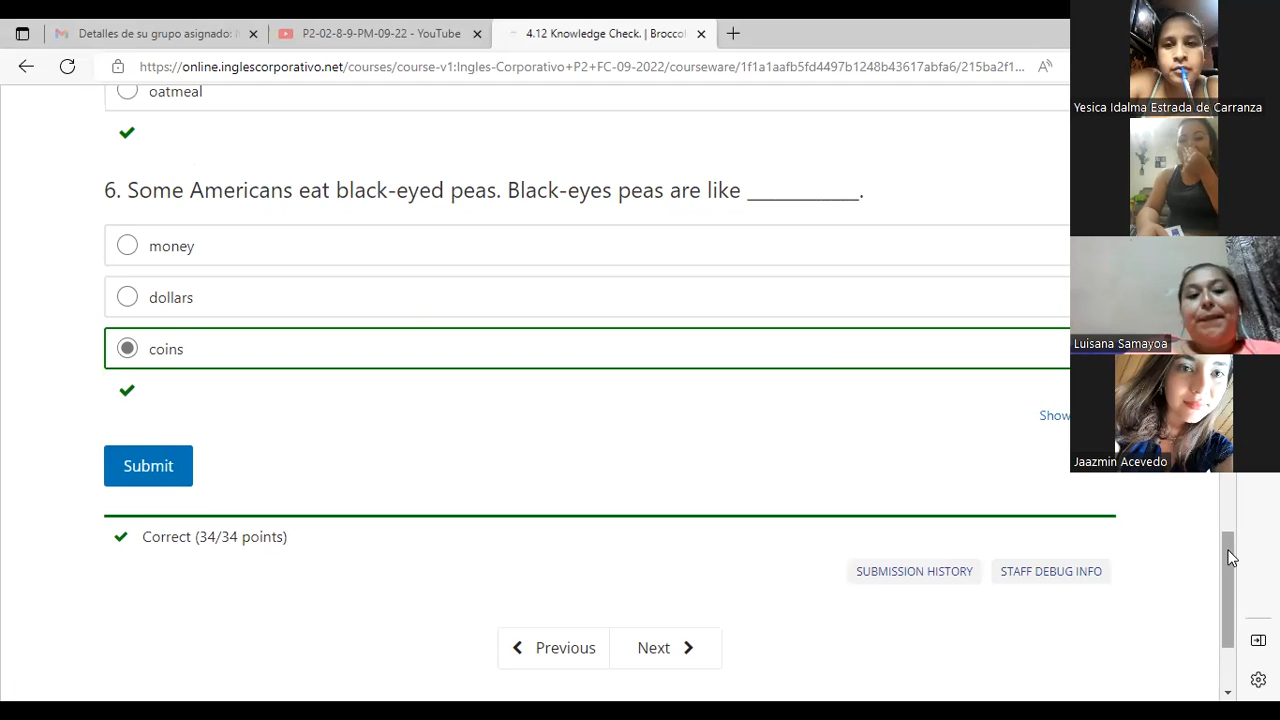 Detalles de su grupo asignado: i
P2-02-8-9-PM-09-22 - YouTube
4.12 Knowledge Check. | Broccol
https://online.inglescorporativo.net/courses/course-v1:Ingles-Corporativo+P2+FC-09-2022/courseware/1f1a1aafb5fd4497b1248b43617abfa6/215ba2f1...
oatmeal
6. Some Americans eat black-eyed peas. Black-eyes peas are like ____________.
money
dollars
coins
Show
Submit
Correct (34/34 points)
SUBMISSION HISTORY
STAFF DEBUG INFO
Previous
Next
Yesica Idalma Estrada de Carranza
Luisana Samayoa
Jaazmin Acevedo